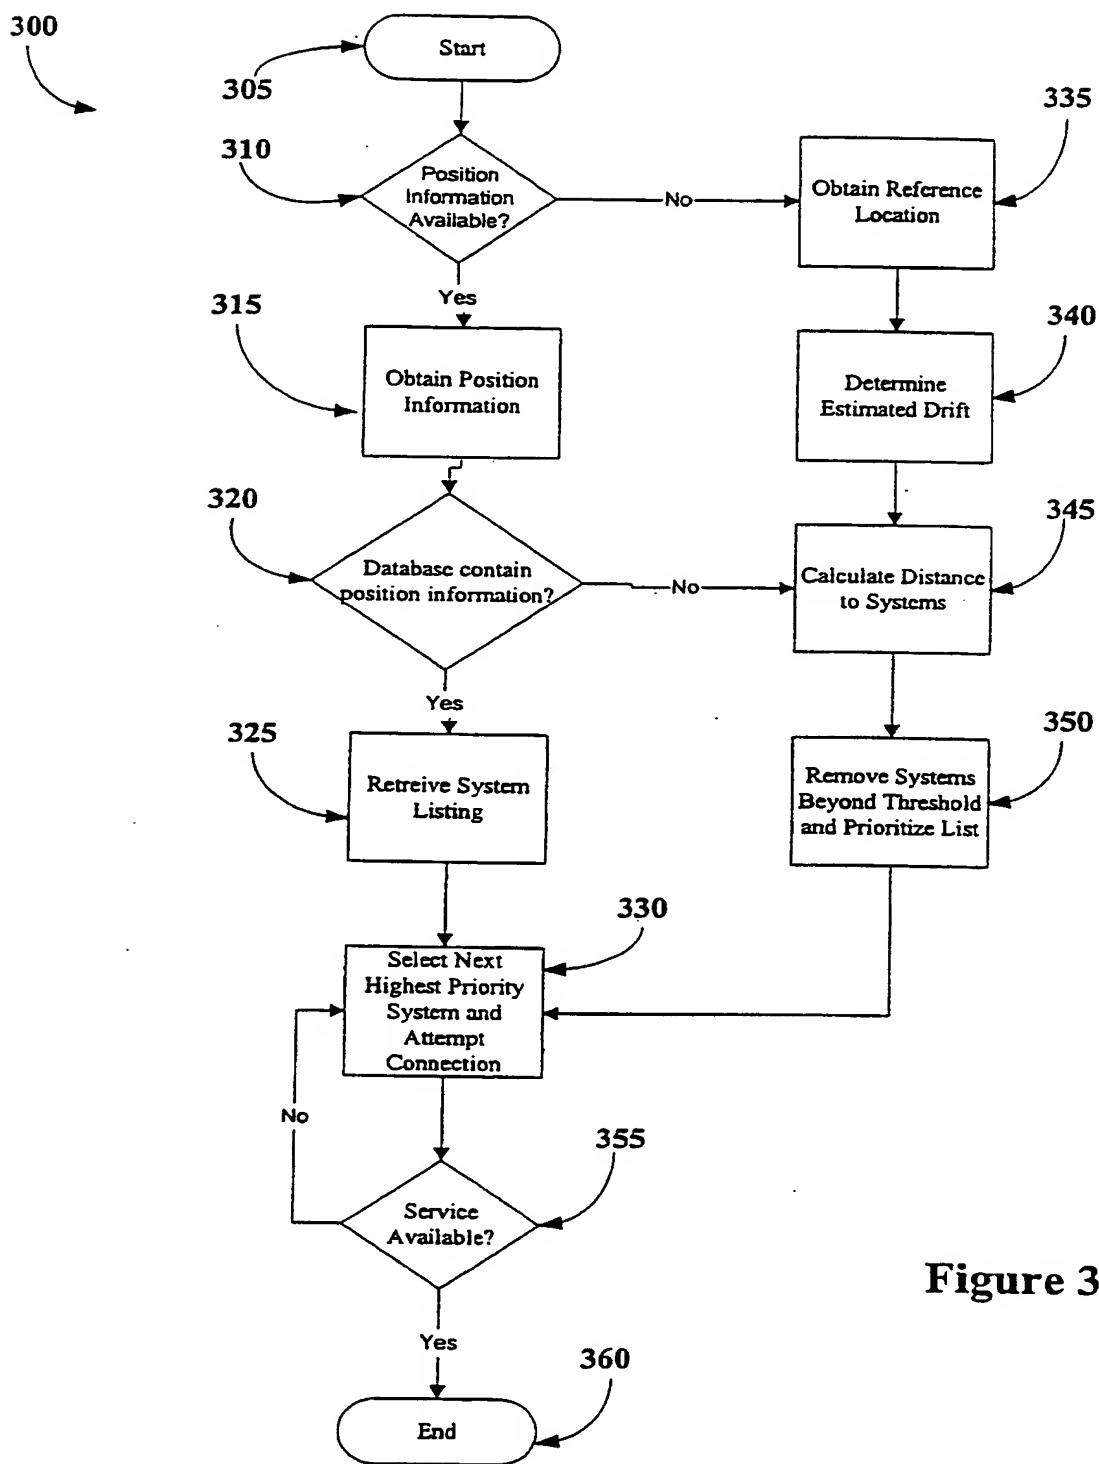 300
Start
305
335
310
Position
Information
Available?
No
Obtain Reference
Location
Yes
315
340
Obtain Position
Information
Determine
Estimated Drift
320
345
Database contain
position information?
No
Calculate Distance
to Systems
Yes
325
350
Retreive System
Listing
Remove Systems
Beyond Threshold
and Prioritize List
330
Select Next
Highest Priority
System and
Attempt
Connection
No
355
Service
Available?
Figure 3
Yes
360
End